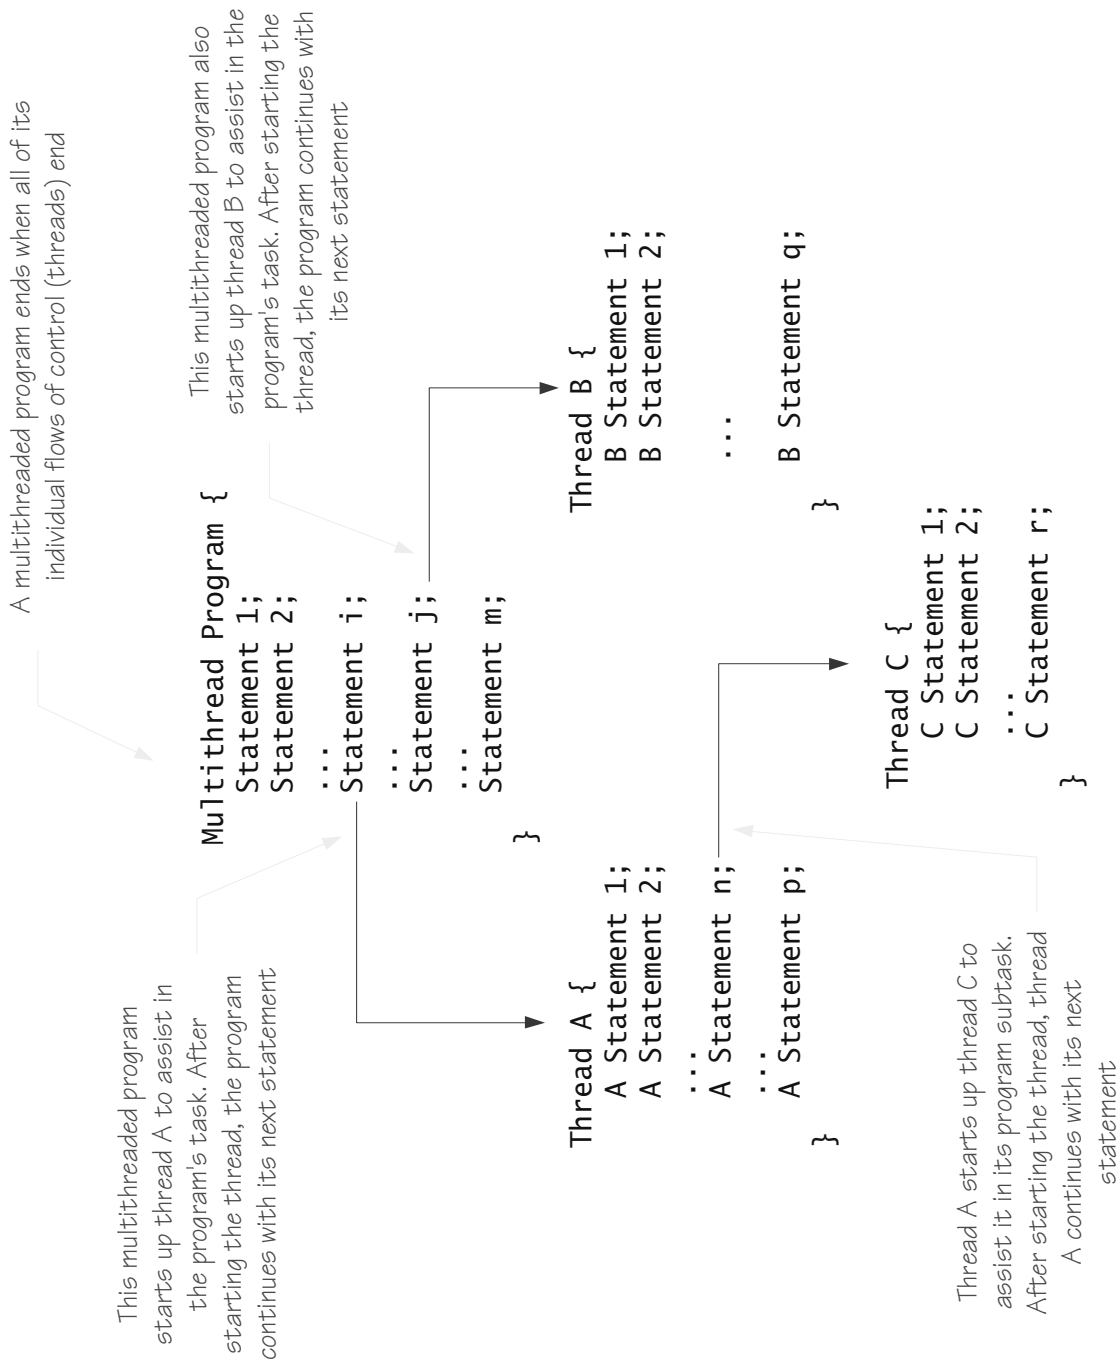 A multithreaded program ends when all of its
individual flows of control (threads) end
This multithreaded program also
starts up thread B to assist in the
program's task. After starting the
thread, the program continues with
its next statement
This multithreaded program
starts up thread A to assist in
the program's task. After
starting the thread, the program
continues with its next statement
Multithread Program {
Statement 1;
Statement 2;
...
Statement i;
...
Statement j;
...
Statement m;
}
Thread A {
A Statement 1;
A Statement 2;
...
A Statement n;
...
A Statement p;
}
Thread B {
B Statement 1;
B Statement 2;
...
B Statement q;
}
Thread C {
C Statement 1;
C Statement 2;
...
C Statement r;
}
Thread A starts up thread C to
assist it in its program subtask.
After starting the thread, thread
A continues with its next
statement